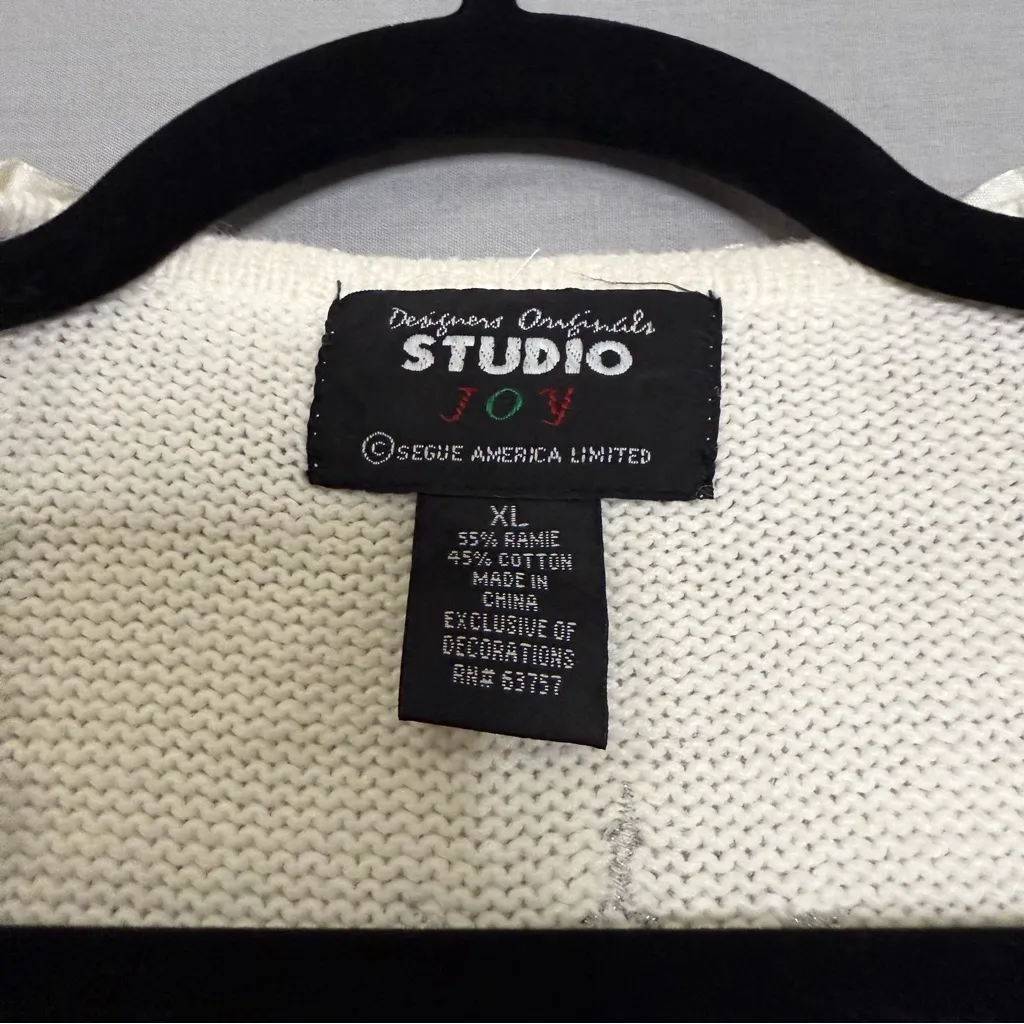 Designers Originals
STUDIO
JOY
© SEGUE AMERICA LIMITED
XL
55% RAMIE
45% COTTON
MADE IN
CHINA
EXCLUSIVE OF
DECORATIONS
RN# 63757